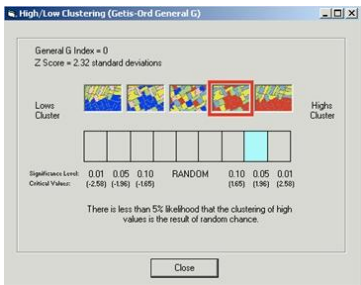 High/Low Clustering (Getis-Ord General G)
General G Index = 0
Z Score = 2.32 standard deviations
Lows Cluster
Highs Cluster
Significance Level: 0.01 0.05 0.10 RANDOM 0.10 0.05 0.01
Critical Values: (-2.58) (-1.96) (-1.65) (1.65) (1.96) (2.58)
There is less than 5% likelihood that the clustering of high
values is the result of random chance.
Close